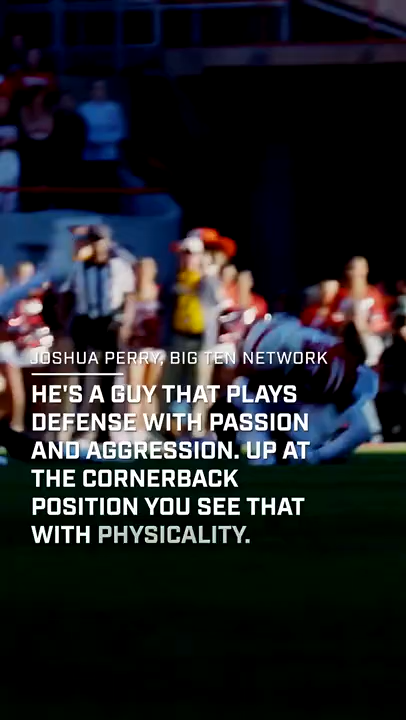 JOSHUA PERRY, BIG TEN NETWORK
HE'S A GUY THAT PLAYS
DEFENSE WITH PASSION
AND AGGRESSION. UP AT
THE CORNERBACK
POSITION YOU SEE THAT
WITH PHYSICALITY.